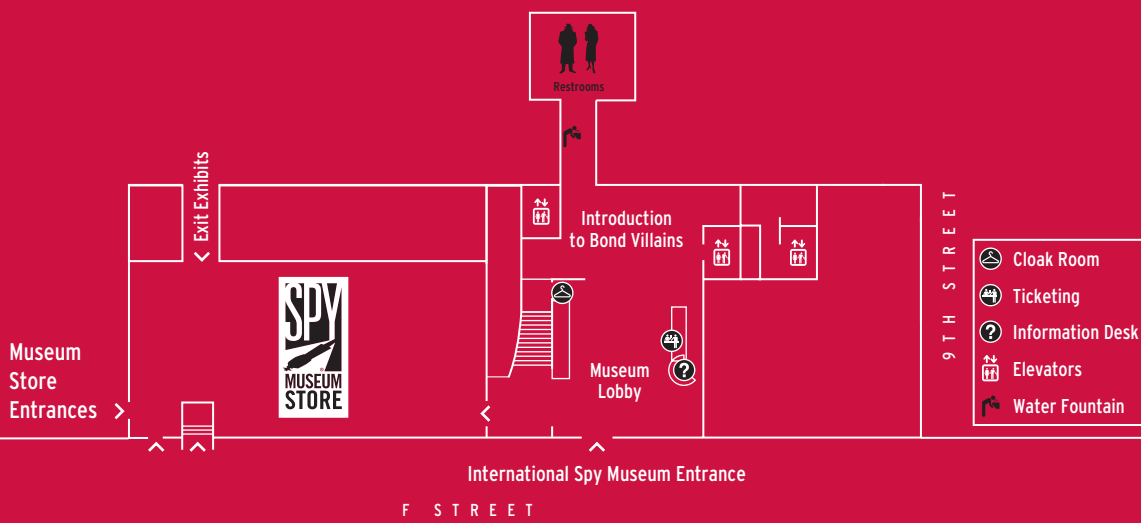 Restrooms
Exit Exhibits
Introduction
to Bond Villains
9TH STREET
Cloak Room
Ticketing
?
Information Desk
Elevators
Water Fountain
SPY
MUSEUM
STORE
Museum
Store
Entrances
Museum
Lobby
?
International Spy Museum Entrance
F STREET